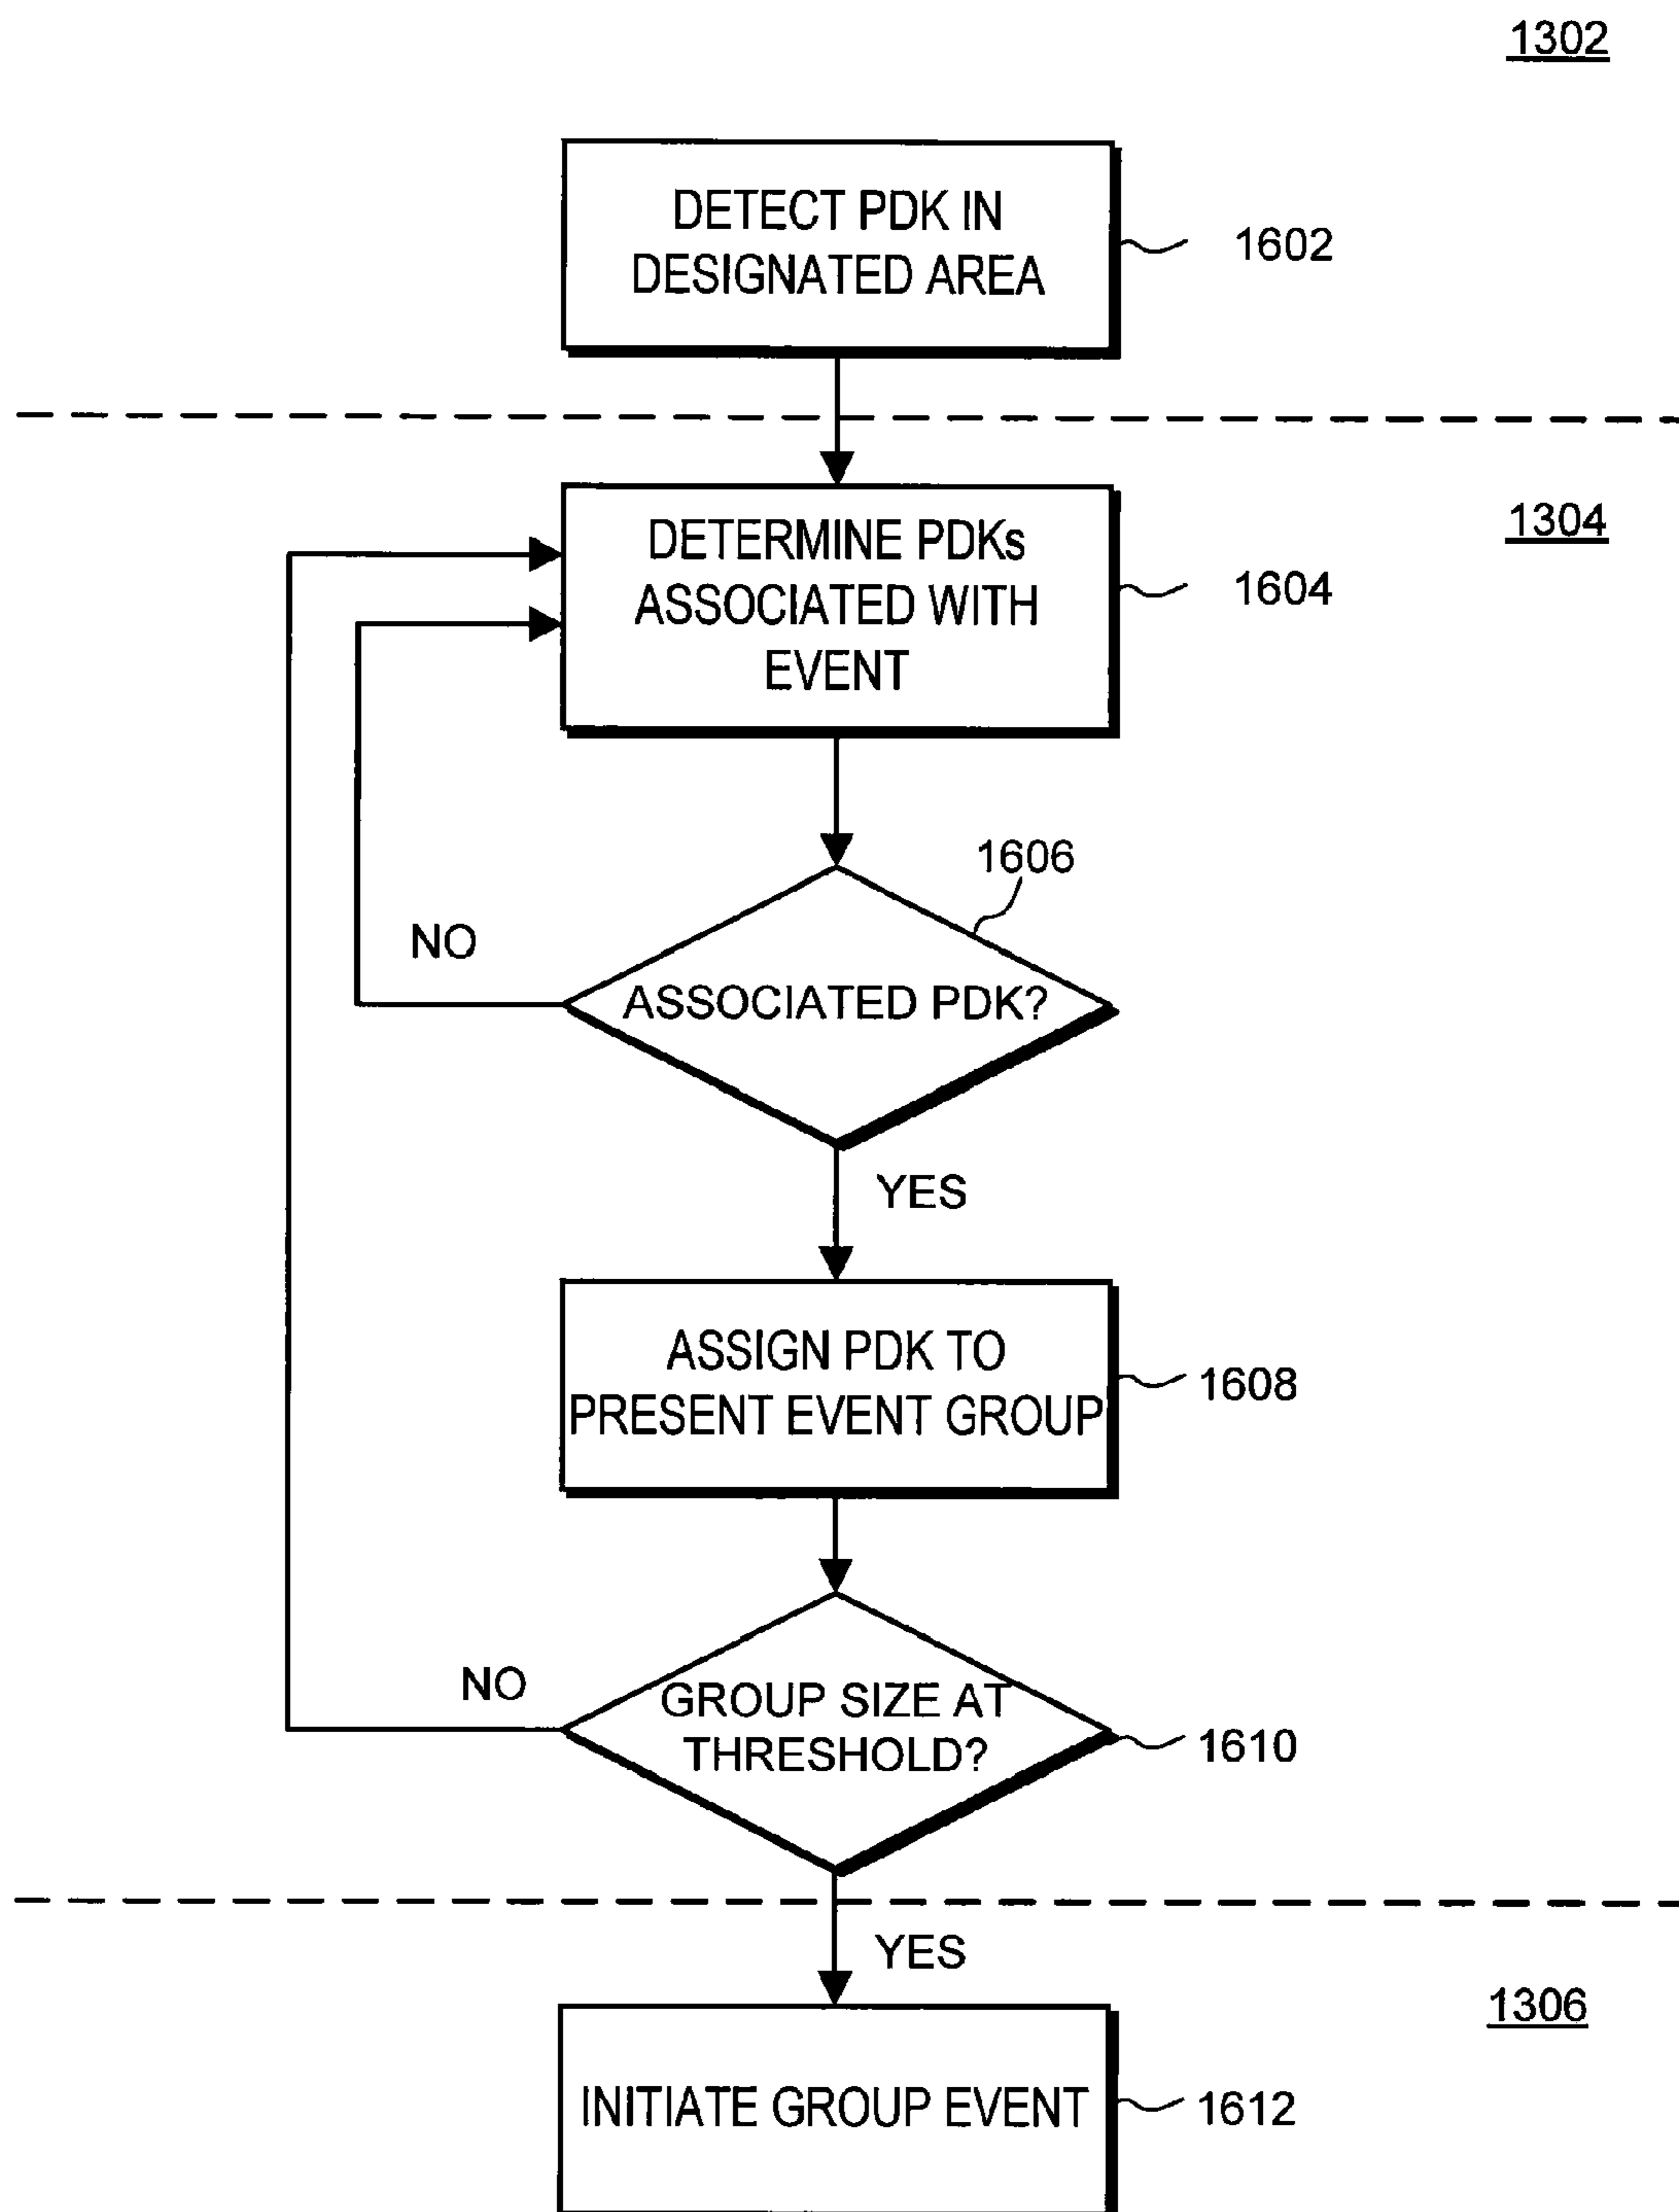 1302
DETECT PDK IN
DESIGNATED AREA
1602
1304
DETERMINE PDKs
ASSOCIATED WITH
EVENT
1604
1606
NO
ASSOCIATED PDK?
YES
ASSIGN PDK TO
PRESENT EVENT GROUP
1608
NO
GROUP SIZE AT
THRESHOLD?
1610
YES
1306
INITIATE GROUP EVENT
1612